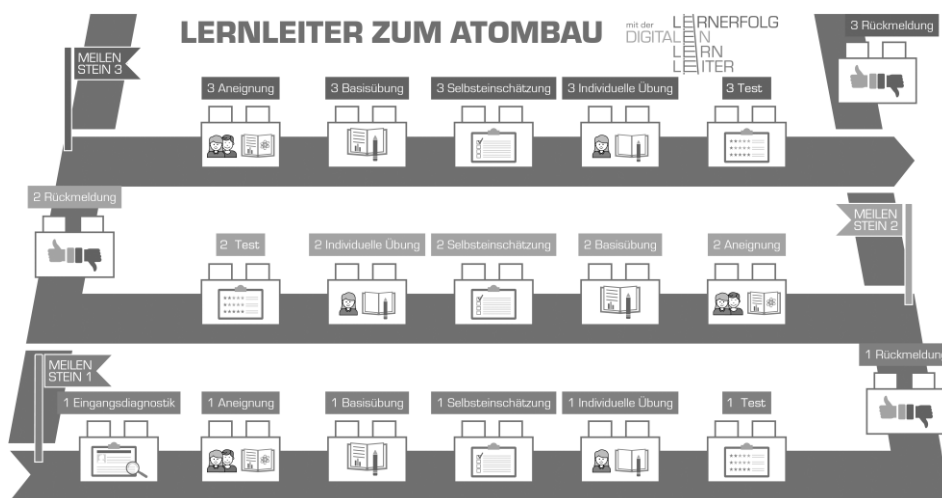 LERNLEITER ZUM ATOMBAU
mit der
DIGITALEN
LERNERFOLG
IN
LERN
LEITER
3 Rückmeldung
MEILEN
STEIN 3
3 Aneignung
3 Basisübung
3 Selbsteinschätzung
3 Individuelle Übung
3 Test
2 Rückmeldung
MEILEN
STEIN 2
2 Test
2 Individuelle Übung
2 Selbsteinschätzung
2 Basisübung
2 Aneignung
MEILEN
STEIN 1
1 Rückmeldung
1 Eingangsdiagnostik
1 Aneignung
1 Basisübung
1 Selbsteinschätzung
1 Individuelle Übung
1 Test